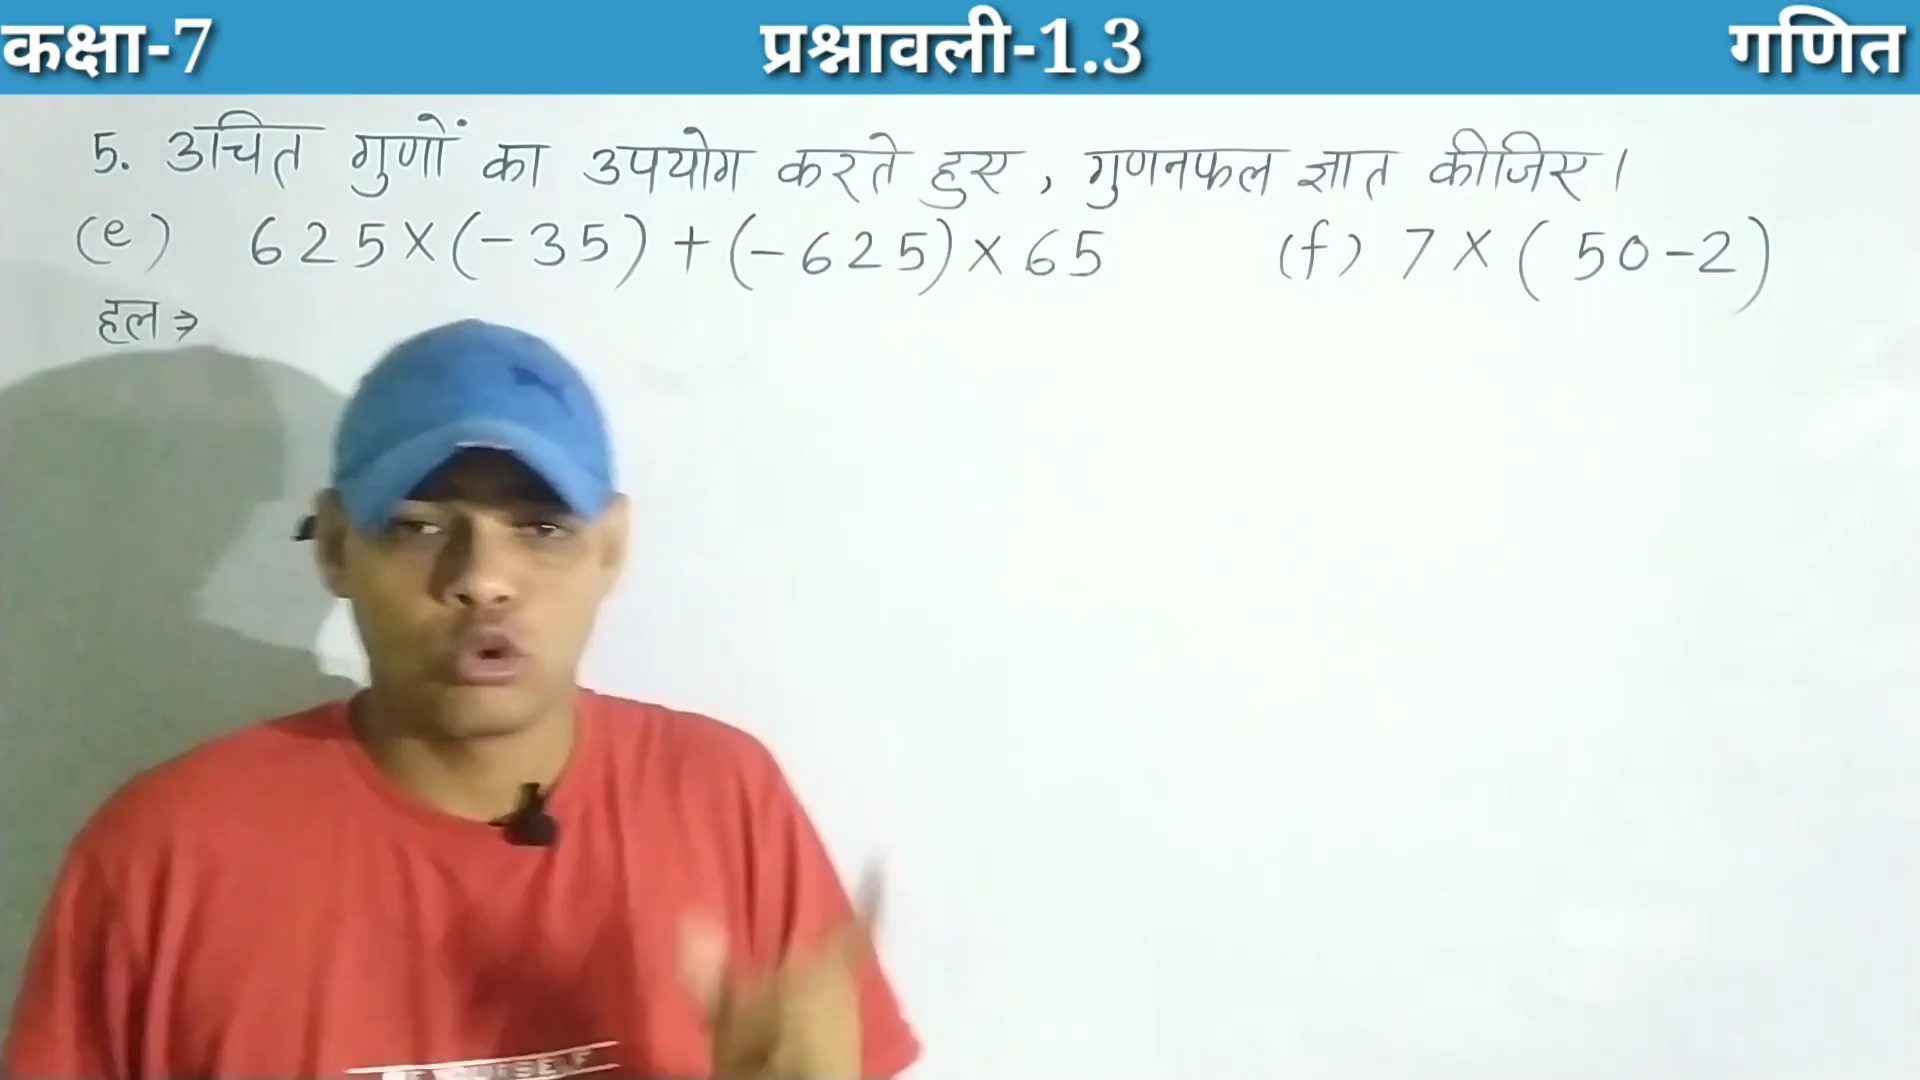 कक्षा-7 प्रश्नावली-1.3 गणित
5. उचित गुणों का उपयोग करते हुए, गुणनफल ज्ञात कीजिए।
(e) 625×(-35)+(-625)×65 (f) 7×(50-2)
हल ⇒